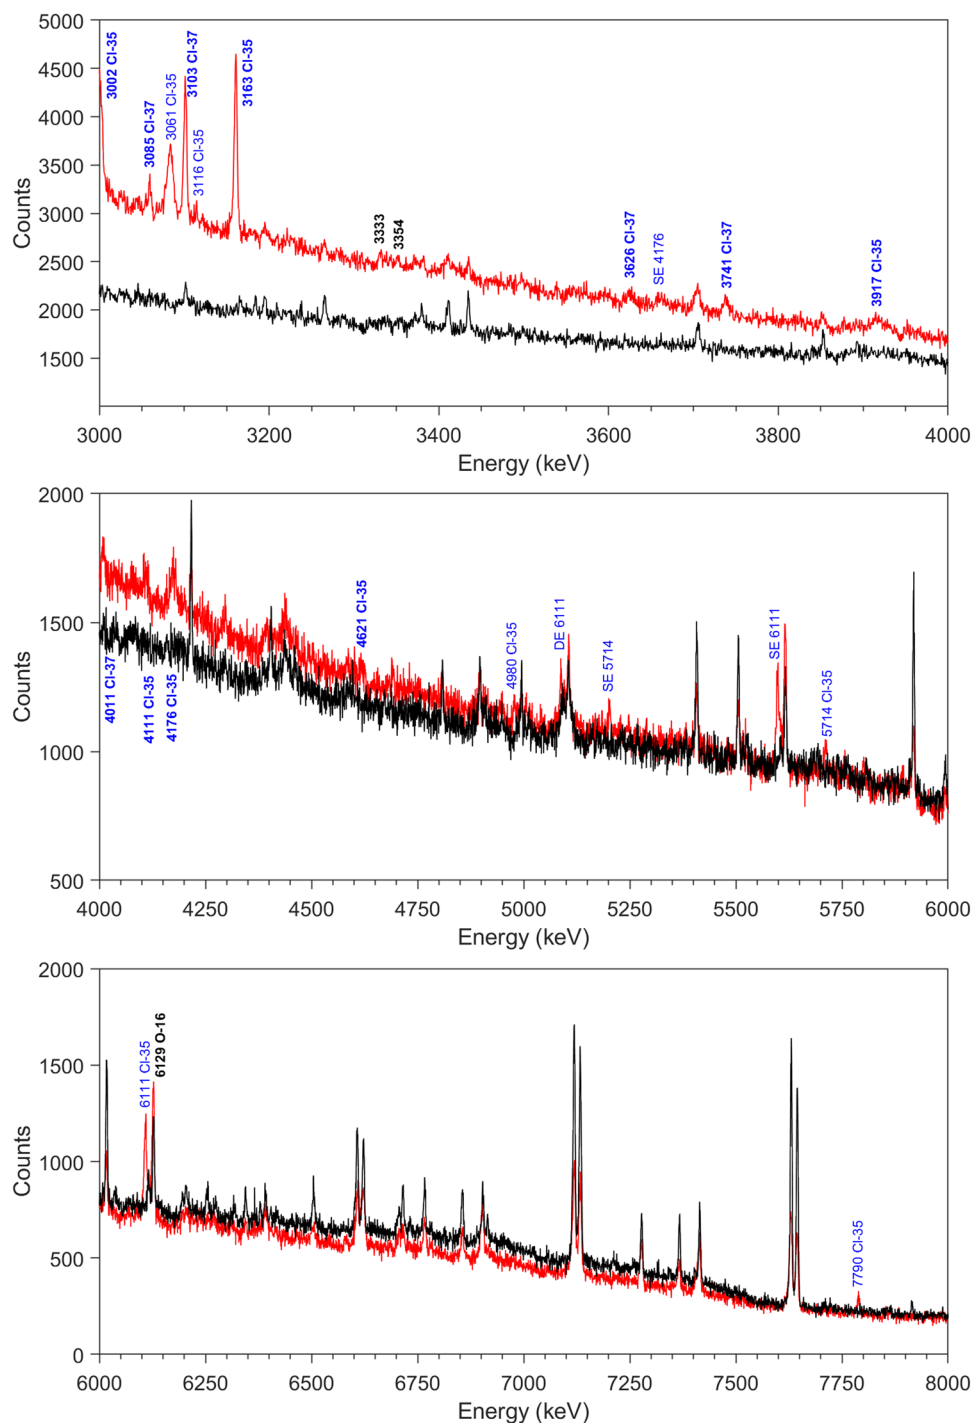 5000
4500
4000
3500
3000
2500
2000
1500
Counts
3002 Cl-35
3085 Cl-37
3061 Cl-35
3103 Cl-37
3116 Cl-35
3163 Cl-35
3333
3354
3626 Cl-37
SE 4176
3741 Cl-37
3917 Cl-35
3000 3200 3400 3600 3800 4000
Energy (keV)
2000
1500
1000
500
Counts
4011 Cl-37
4111 Cl-35
4176 Cl-35
4621 Cl-35
4980 Cl-35
DE 6111
SE 5714
SE 6111
5714 Cl-35
4000 4250 4500 4750 5000 5250 5500 5750 6000
Energy (keV)
2000
1500
1000
500
0
Counts
6111 Cl-35
6129 O-16
7790 Cl-35
6000 6250 6500 6750 7000 7250 7500 7750 8000
Energy (keV)